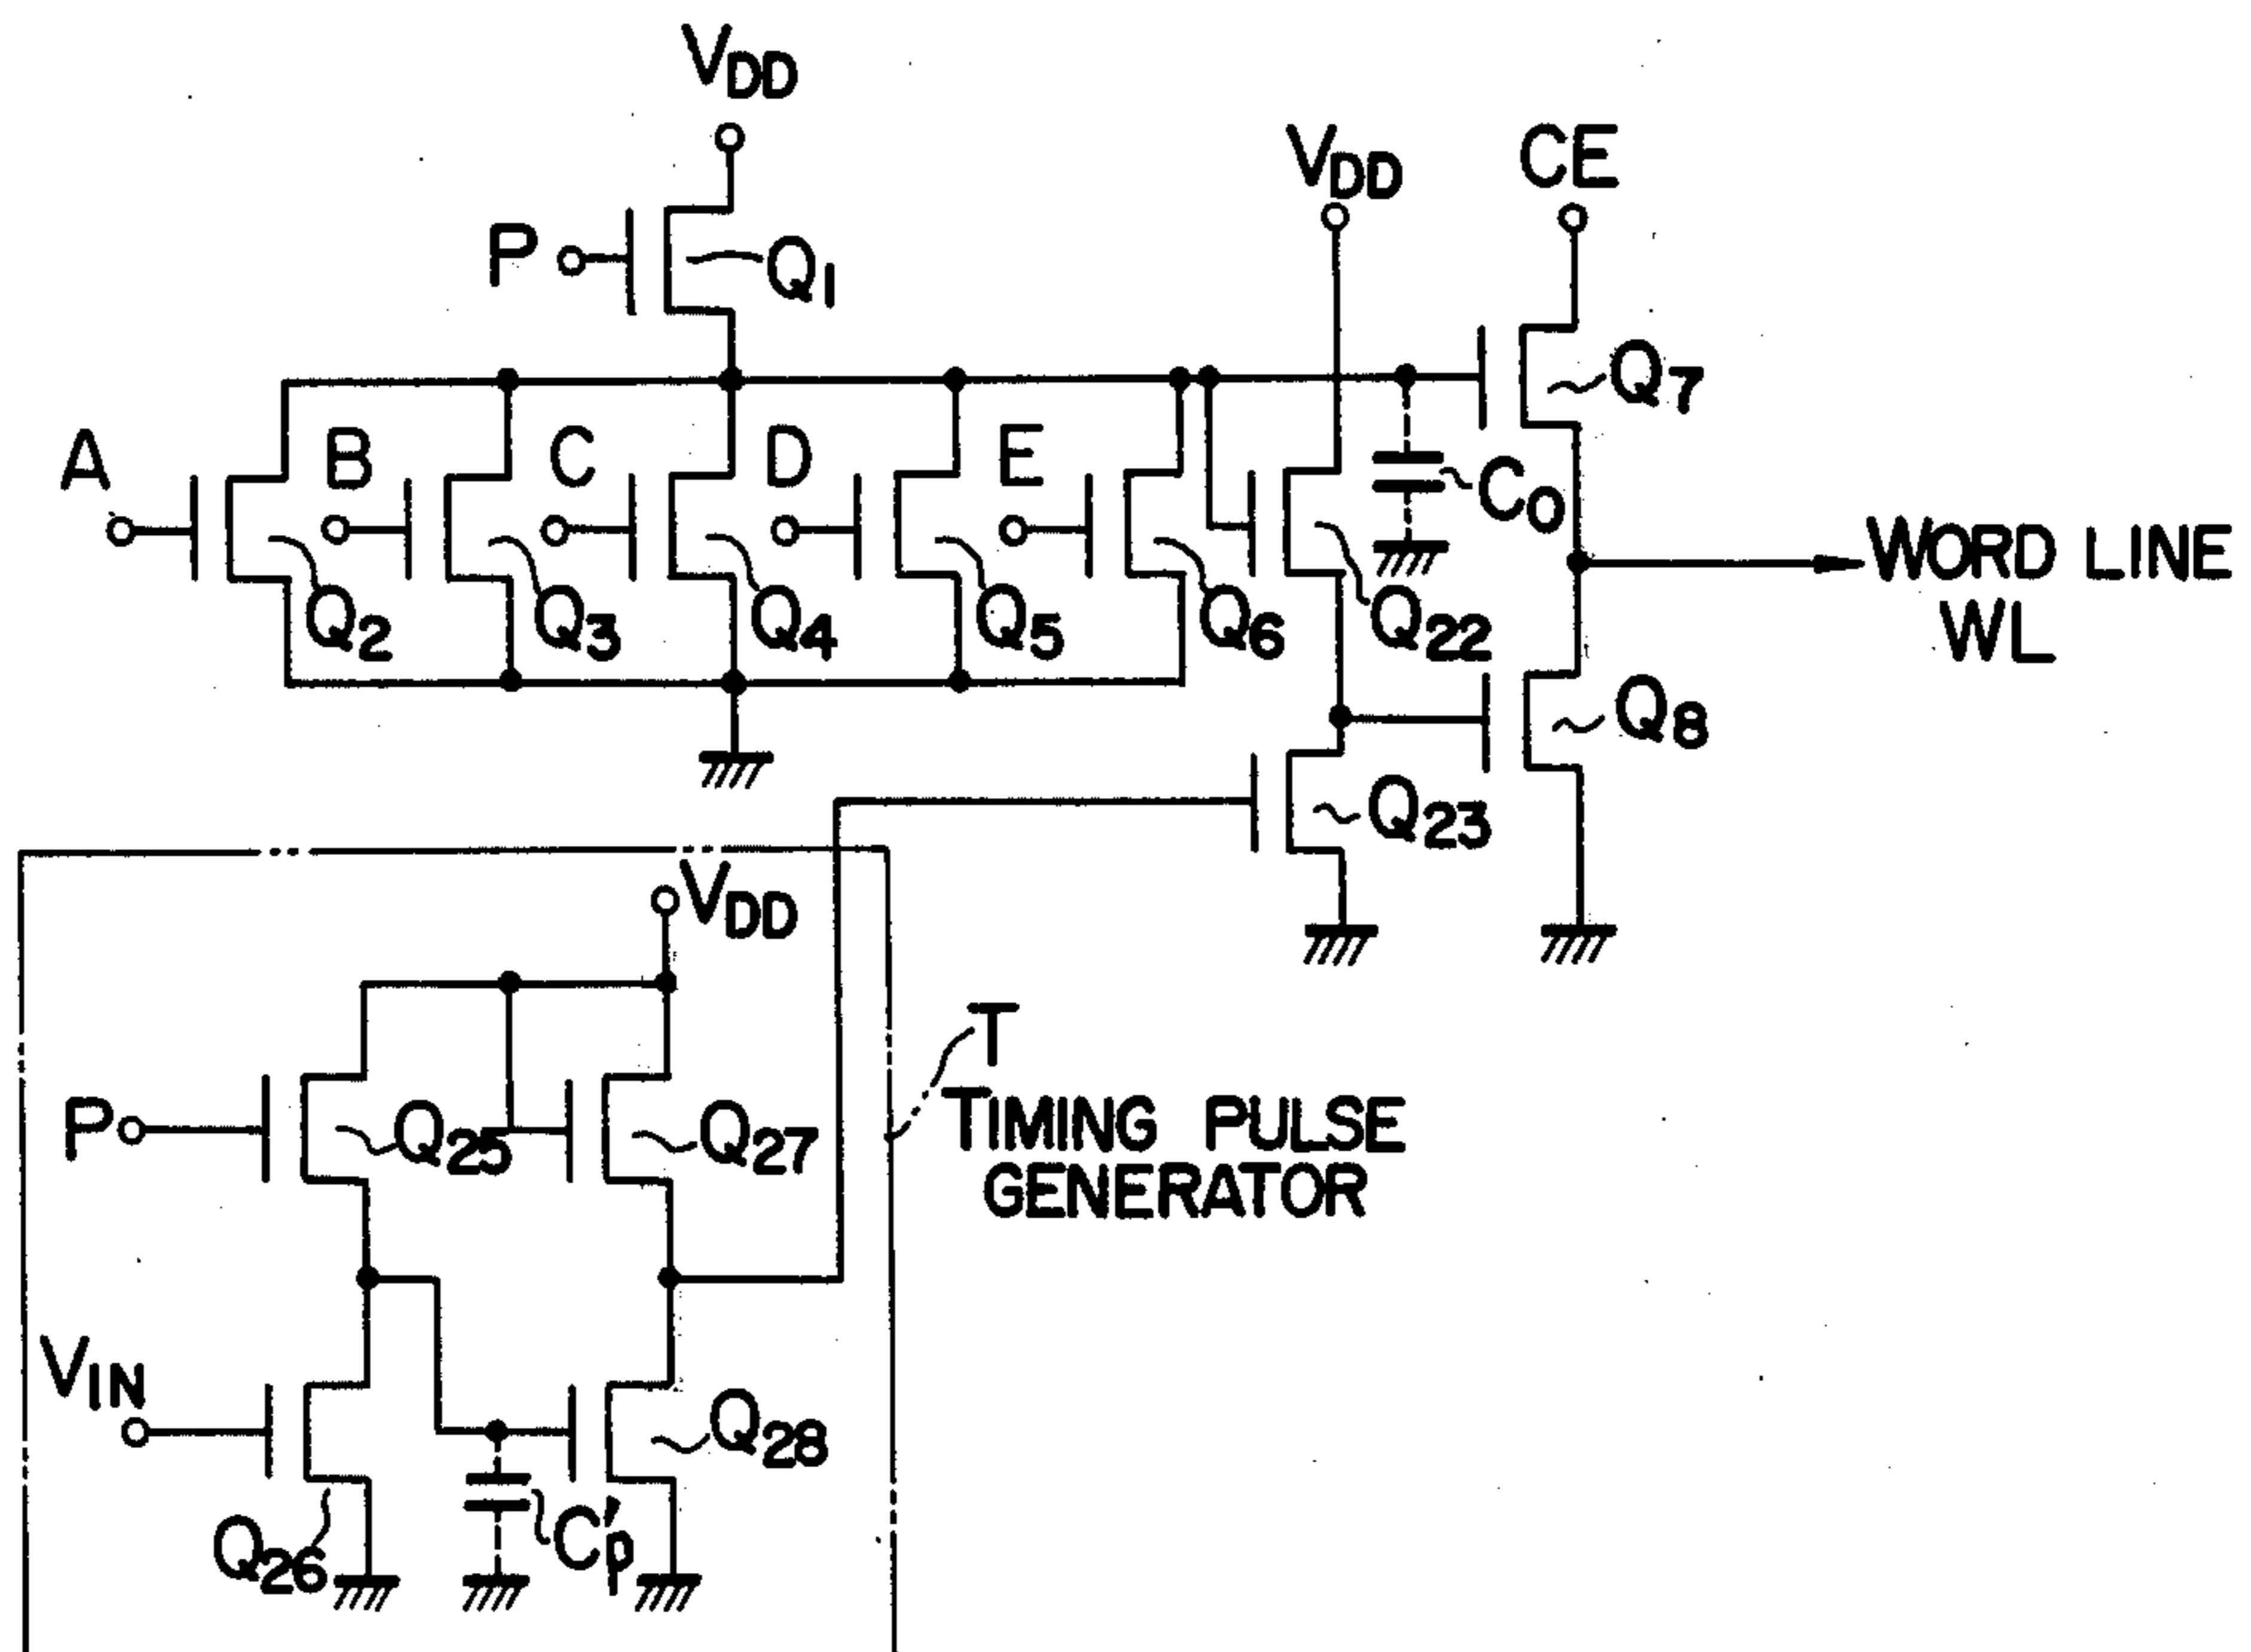 VDD
VDD
CE
P
Q1
Q7
A
B
C
D
E
C0
WORD LINE
WL
Q2
Q3
Q4
Q5
Q6
Q22
Q8
Q23
VDD
T
TIMING PULSE
GENERATOR
P
Q25
Q27
VIN
Q28
Q26
C'p